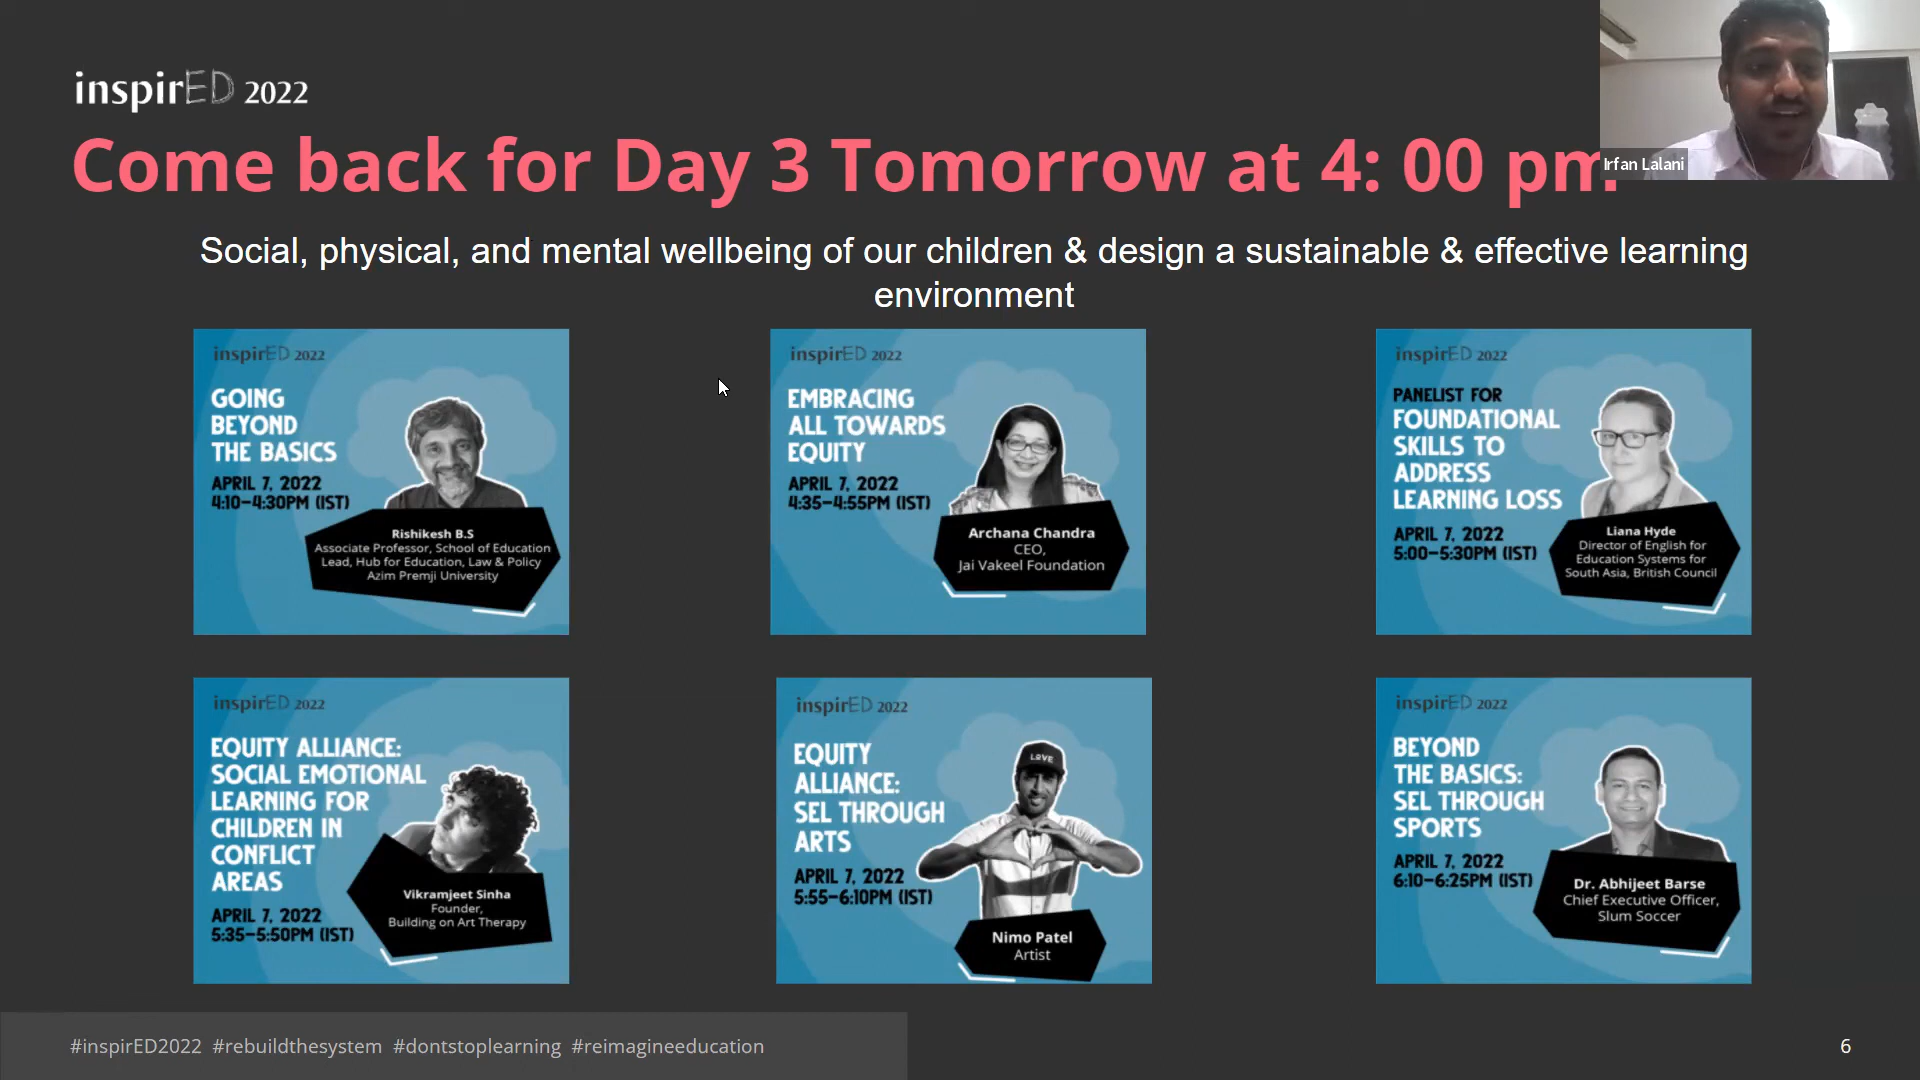 inspirED 2022
Come back for Day 3 Tomorrow at 4: 00 pm
Irfan Lalani
Social, physical, and mental wellbeing of our children & design a sustainable & effective learning
environment
inspirED 2022
GOING
BEYOND
THE BASICS
APRIL 7, 2022
4:10–4:30PM (IST)
Rishikesh B.S
Associate Professor, School of Education
Lead, Hub for Education, Law & Policy
Azim Premji University
inspirED 2022
EMBRACING
ALL TOWARDS
EQUITY
APRIL 7, 2022
4:35–4:55PM (IST)
Archana Chandra
CEO,
Jai Vakeel Foundation
inspirED 2022
PANELIST FOR
FOUNDATIONAL
SKILLS TO
ADDRESS
LEARNING LOSS
APRIL 7, 2022
5:00–5:30PM (IST)
Liana Hyde
Director of English for
Education Systems for
South Asia, British Council
inspirED 2022
EQUITY ALLIANCE:
SOCIAL EMOTIONAL
LEARNING FOR
CHILDREN IN
CONFLICT
AREAS
APRIL 7, 2022
5:35–5:50PM (IST)
Vikramjeet Sinha
Founder,
Building on Art Therapy
inspirED 2022
EQUITY
ALLIANCE:
SEL THROUGH
ARTS
APRIL 7, 2022
5:55–6:10PM (IST)
LOVE
Nimo Patel
Artist
inspirED 2022
BEYOND
THE BASICS:
SEL THROUGH
SPORTS
APRIL 7, 2022
6:10–6:25PM (IST)
Dr. Abhijeet Barse
Chief Executive Officer,
Slum Soccer
#inspirED2022 #rebuildthesystem #dontstoplearning #reimagineeducation
6